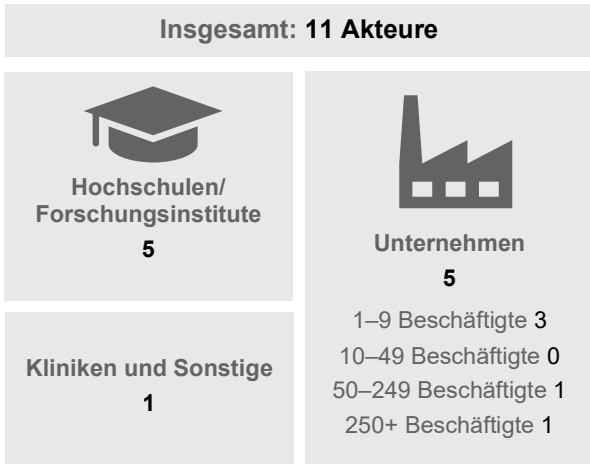 Insgesamt: 11 Akteure
Hochschulen/
Forschungsinstitute
5
Kliniken und Sonstige
1
Unternehmen
5
1–9 Beschäftigte 3
10–49 Beschäftigte 0
50–249 Beschäftigte 1
250+ Beschäftigte 1